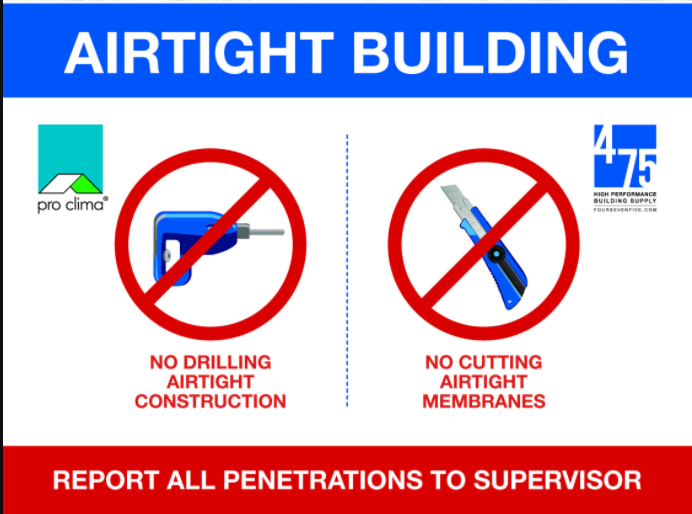 AIRTIGHT BUILDING
pro clima®
475
HIGH PERFORMANCE
BUILDING SUPPLY
FOURSEVENFIVE.COM
NO DRILLING
AIRTIGHT
CONSTRUCTION
NO CUTTING
AIRTIGHT
MEMBRANES
REPORT ALL PENETRATIONS TO SUPERVISOR